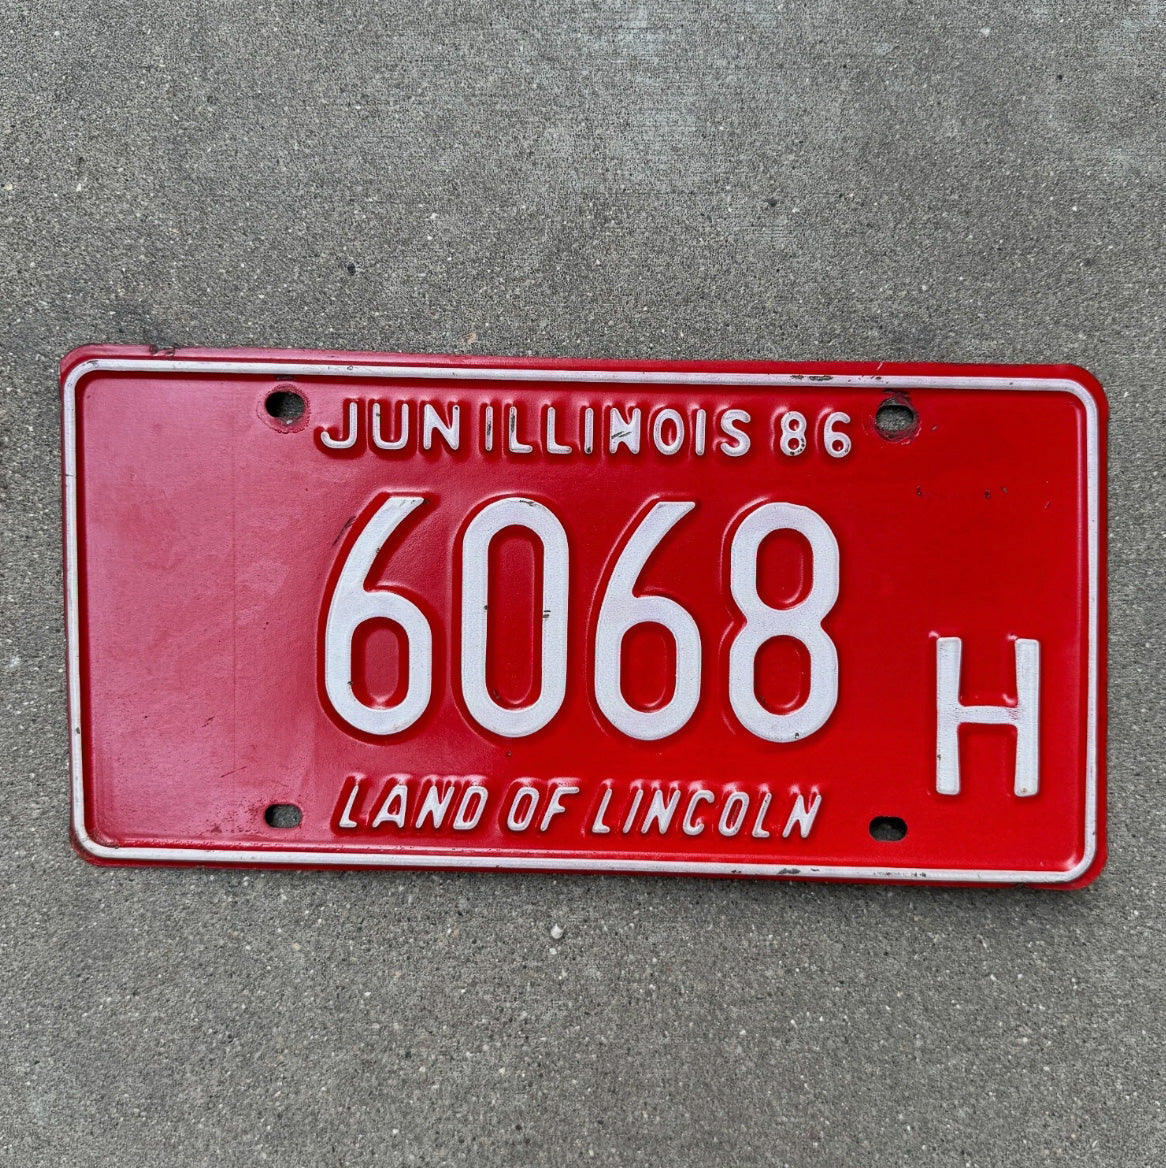 JUN ILLINOIS 86
6068 H
LAND OF LINCOLN